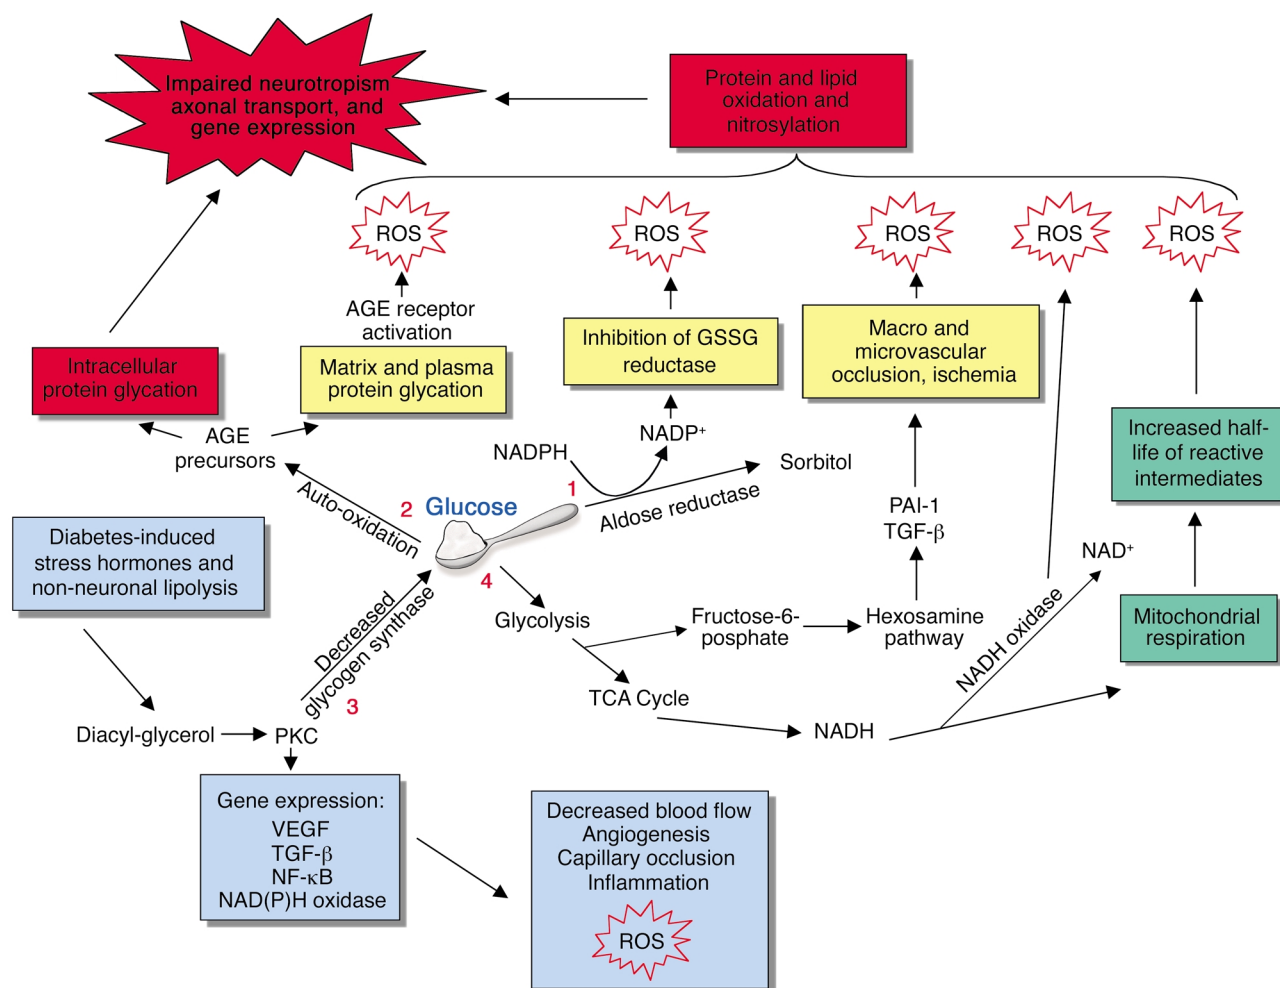 Impaired neurotropism
axonal transport, and
gene expression
Protein and lipid
oxidation and
nitrosylation
ROS
ROS
ROS
ROS
ROS
AGE receptor
activation
Intracellular
protein glycation
Matrix and plasma
protein glycation
Inhibition of GSSG
reductase
Macro and
microvascular
occlusion, ischemia
Increased half-
life of reactive
intermediates
AGE
precursors
NADPH
NADP+
Sorbitol
1
Aldose reductase
2
Glucose
Auto-oxidation
PAI-1
TGF-β
Diabetes-induced
stress hormones and
non-neuronal lipolysis
4
NAD+
Glycolysis
Fructose-6-
posphate
Hexosamine
pathway
NADH oxidase
Mitochondrial
respiration
Decreased
glycogen synthase
3
TCA Cycle
NADH
Diacyl-glycerol
PKC
Gene expression:
VEGF
TGF-β
NF-κB
NAD(P)H oxidase
Decreased blood flow
Angiogenesis
Capillary occlusion
Inflammation
ROS